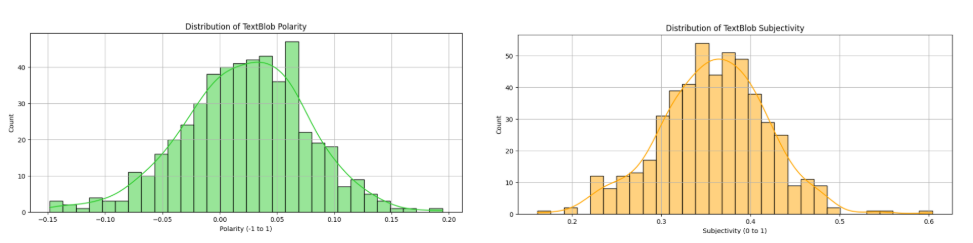 Distribution of TextBlob Polarity
Count
40
30
20
10
0
−0.15 −0.10 −0.05 0.00 0.05 0.10 0.15 0.20
Polarity (-1 to 1)
Distribution of TextBlob Subjectivity
Count
50
40
30
20
10
0
0.2 0.3 0.4 0.5 0.6
Subjectivity (0 to 1)